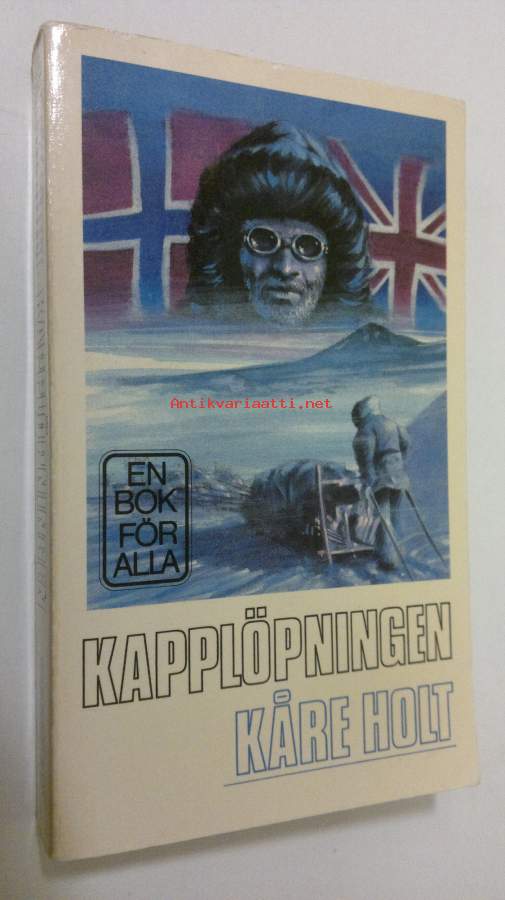 Antikvariaatti.net
EN
BOK
FÖR
ALLA
KAPPLÖPNINGEN
KÅRE HOLT